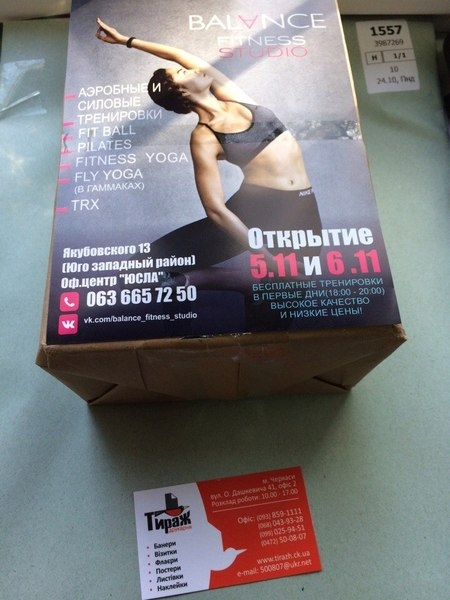 BALANCE
FITNESS
STUDIO
АЭРОБНЫЕ И
СИЛОВЫЕ
ТРЕНИРОВКИ
FIT BALL
PILATES
FITNESS YOGA
FLY YOGA
(В ГАММАКАХ)
TRX
Якубовского 13
(Юго западный район)
Оф.центр "ЮСЛА"
063 665 72 50
vk.com/balance_fitness_studio
Открытие
5.11 и 6.11
БЕСПЛАТНЫЕ ТРЕНИРОВКИ
В ПЕРВЫЕ ДНИ(18:00 - 20:00)
ВЫСОКОЕ КАЧЕСТВО
И НИЗКИЕ ЦЕНЫ!
1557
3987269
Н 1/1
10
24.10, Пнд
Тираж
друкарня
Банери
Візитки
Флаєри
Постери
Листівки
Наклейки
м. Черкаси
вул. О. Дашкевича 41, офіс 2
Розклад роботи: 10.00 - 17.00
Офіс: (093) 859-1111
(068) 043-93-28
(099) 025-94-51
(0472) 50-08-07
www.tirazh.ck.ua
e-mail: 500807@ukr.net